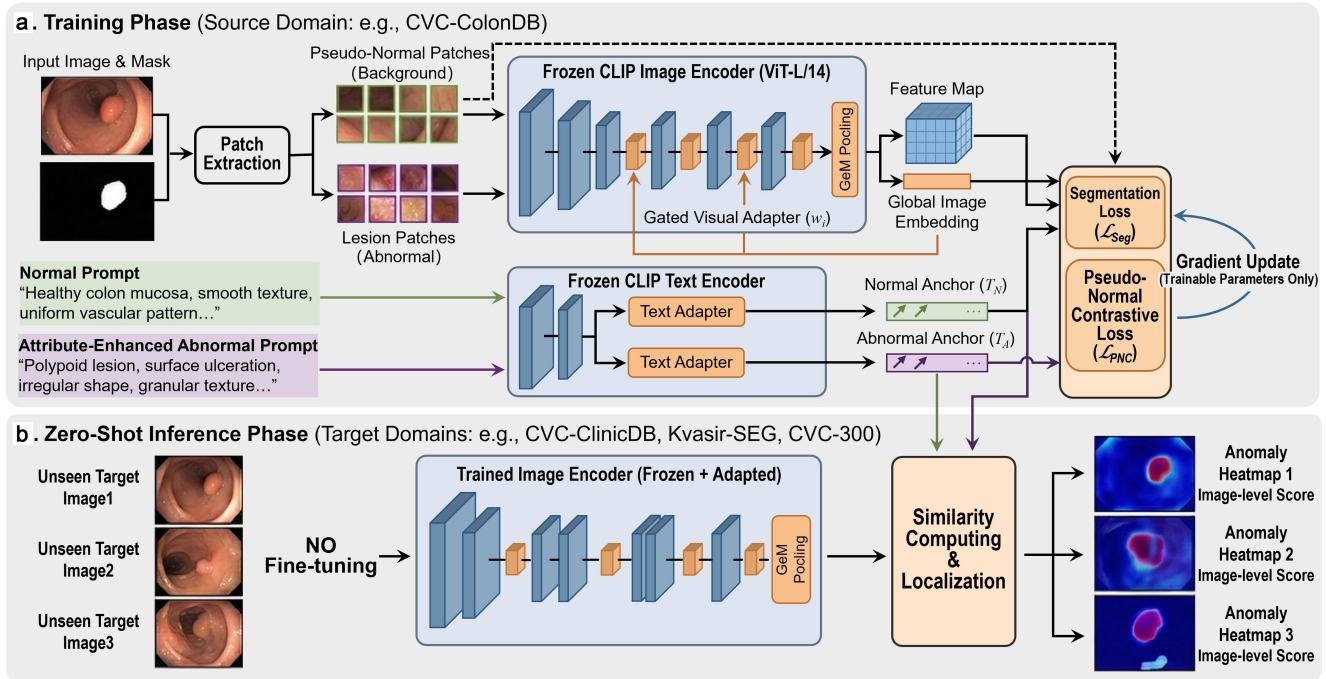 a. Training Phase (Source Domain: e.g., CVC-ColonDB)
Input Image & Mask
Patch
Extraction
Pseudo-Normal Patches
(Background)
Lesion Patches
(Abnormal)
Frozen CLIP Image Encoder (ViT-L/14)
GeM Pocling
Gated Visual Adapter (wᵢ)
Feature Map
Global Image
Embedding
Segmentation
Loss
(ℒSeg)
Pseudo-
Normal
Contrastive
Loss
(ℒPNC)
Gradient Update
(Trainable Parameters Only)
Normal Prompt
“Healthy colon mucosa, smooth texture,
uniform vascular pattern…”
Attribute-Enhanced Abnormal Prompt
“Polypoid lesion, surface ulceration,
irregular shape, granular texture…”
Frozen CLIP Text Encoder
Text Adapter
Text Adapter
Normal Anchor (T_N)
...
Abnormal Anchor (T_A)
...
b. Zero-Shot Inference Phase (Target Domains: e.g., CVC-ClinicDB, Kvasir-SEG, CVC-300)
Unseen Target
Image1
Unseen Target
Image2
Unseen Target
Image3
NO
Fine-tuning
Trained Image Encoder (Frozen + Adapted)
GeM
Pocling
Similarity
Computing
&
Localization
Anomaly
Heatmap 1
Image-level Score
Anomaly
Heatmap 2
Image-level Score
Anomaly
Heatmap 3
Image-level Score